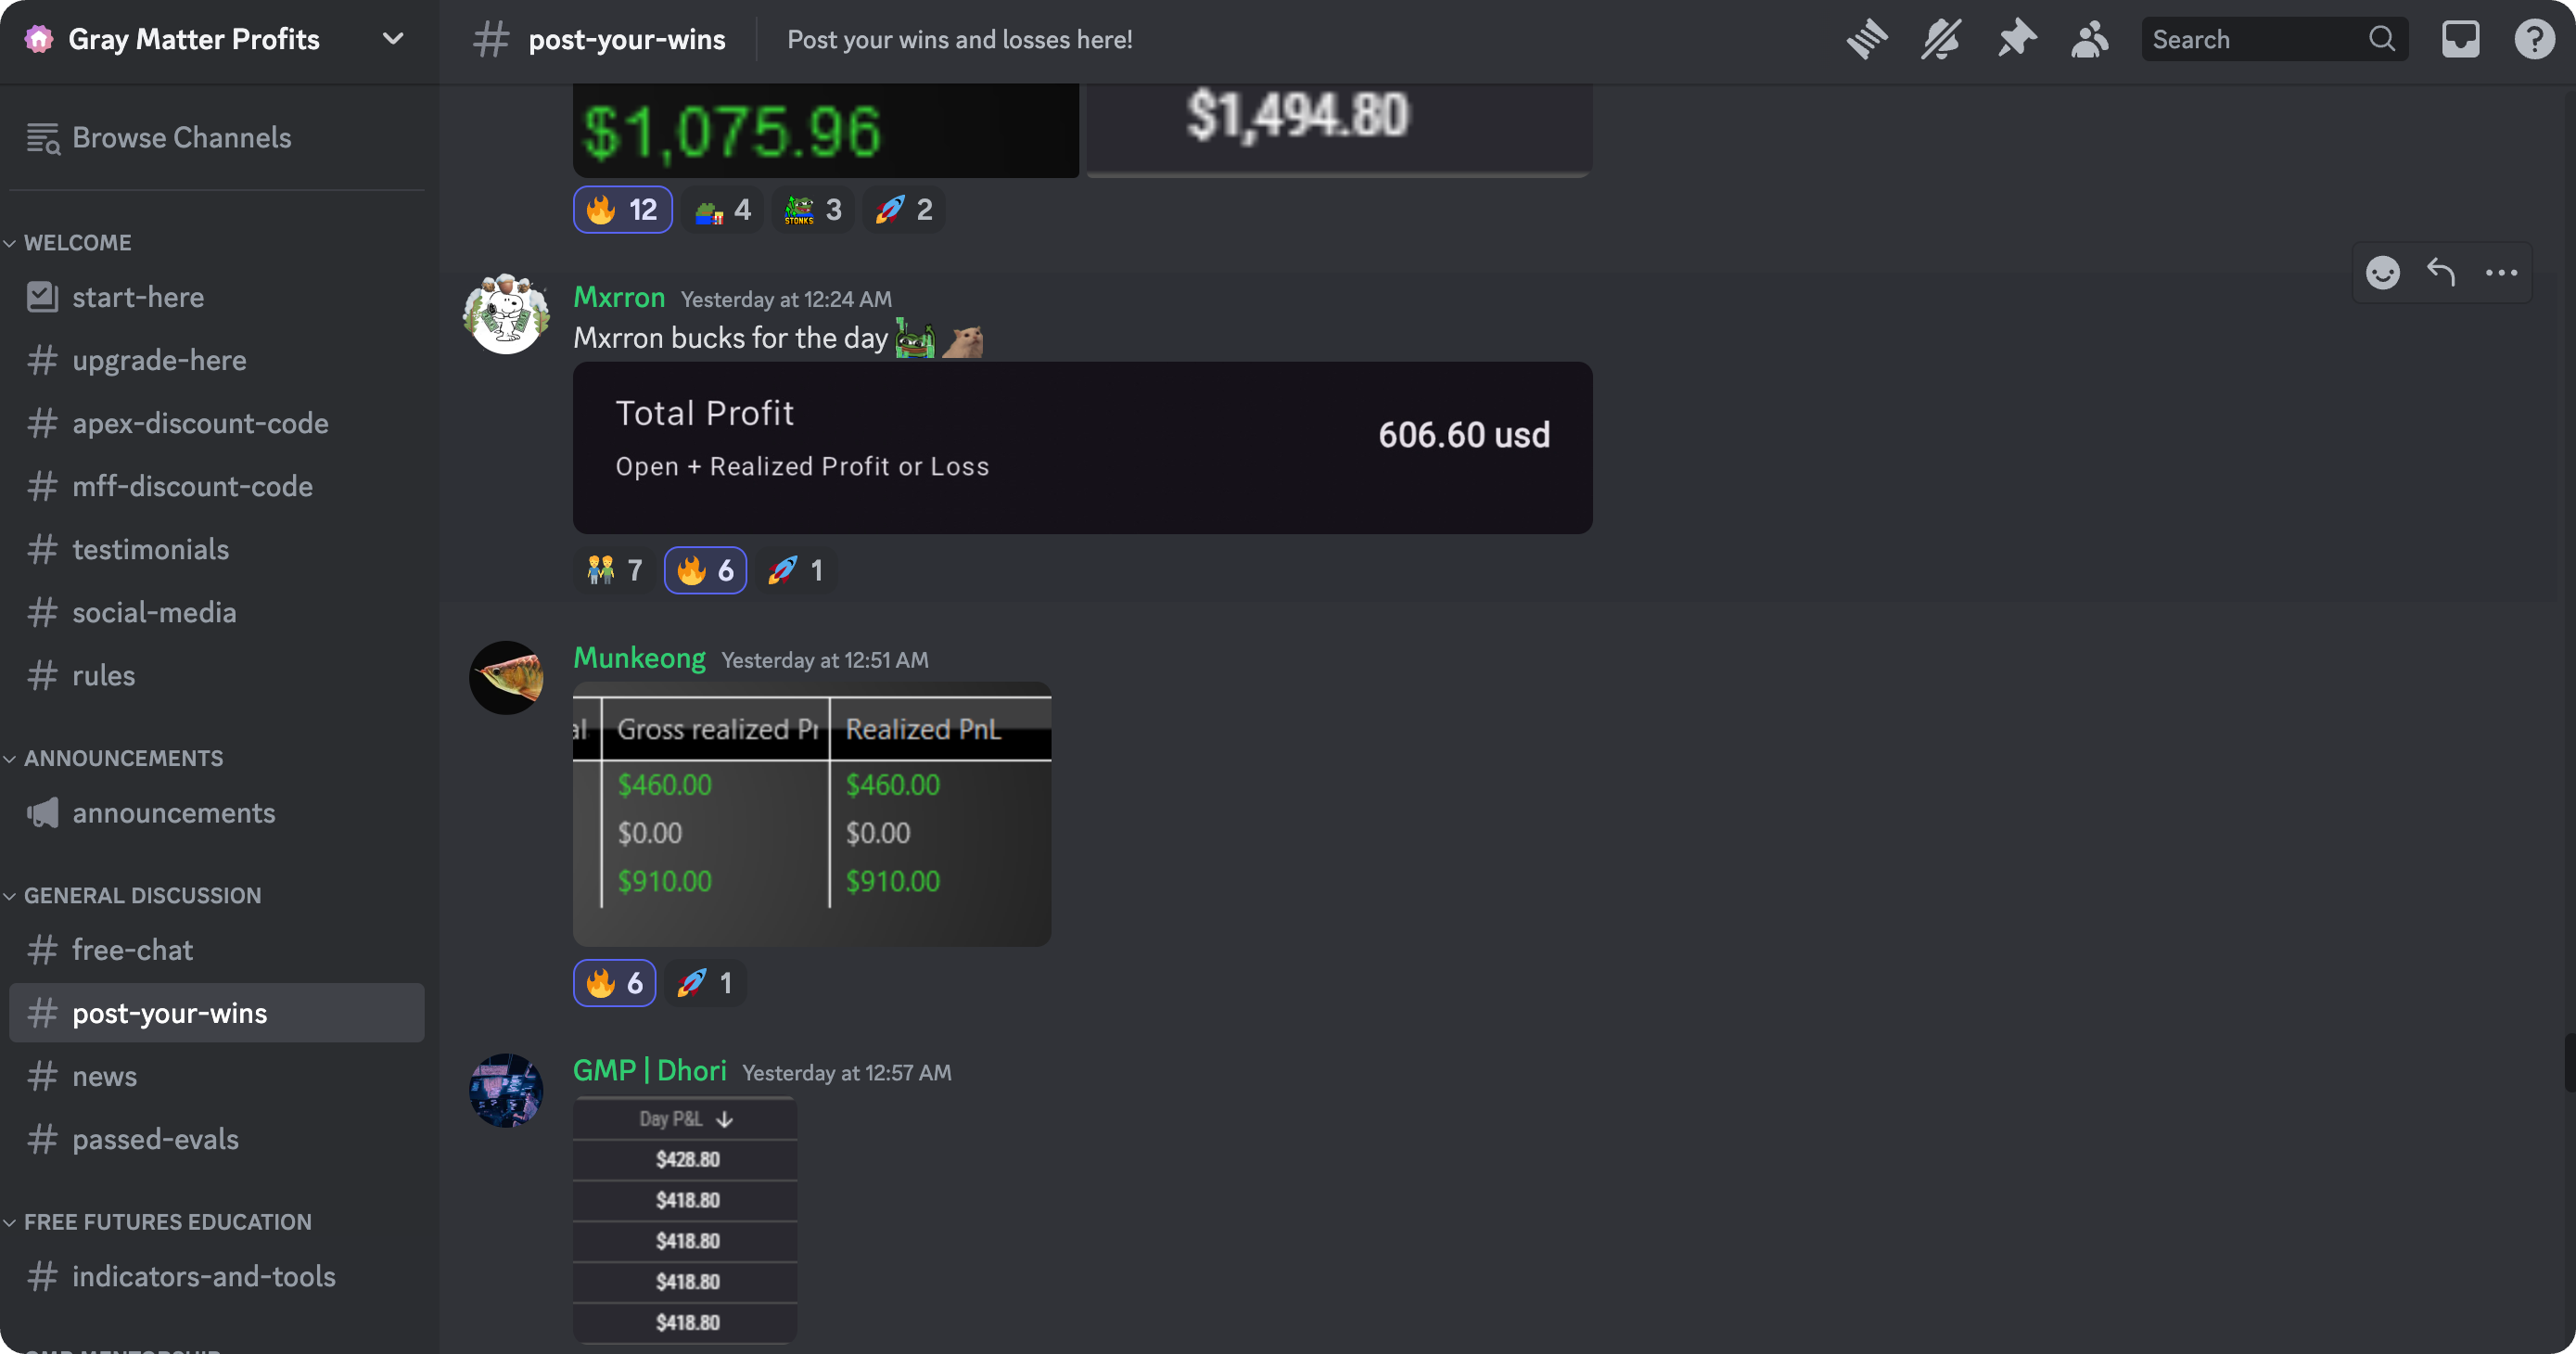 Gray Matter Profits
Browse Channels
WELCOME
start-here
upgrade-here
apex-discount-code
mff-discount-code
testimonials
social-media
rules
ANNOUNCEMENTS
announcements
GENERAL DISCUSSION
free-chat
post-your-wins
news
passed-evals
FREE FUTURES EDUCATION
indicators-and-tools
post-your-wins
Post your wins and losses here!
Search
$1,075.96
$1,494.80
12
4
STONKS
3
2
Mxrron Yesterday at 12:24 AM
Mxrron bucks for the day
Total Profit
606.60 usd
Open + Realized Profit or Loss
7
6
1
Munkeong Yesterday at 12:51 AM
al Gross realized Pr Realized PnL
$460.00 $460.00
$0.00 $0.00
$910.00 $910.00
6
1
GMP | Dhori Yesterday at 12:57 AM
Day P&L
$428.80
$418.80
$418.80
$418.80
$418.80